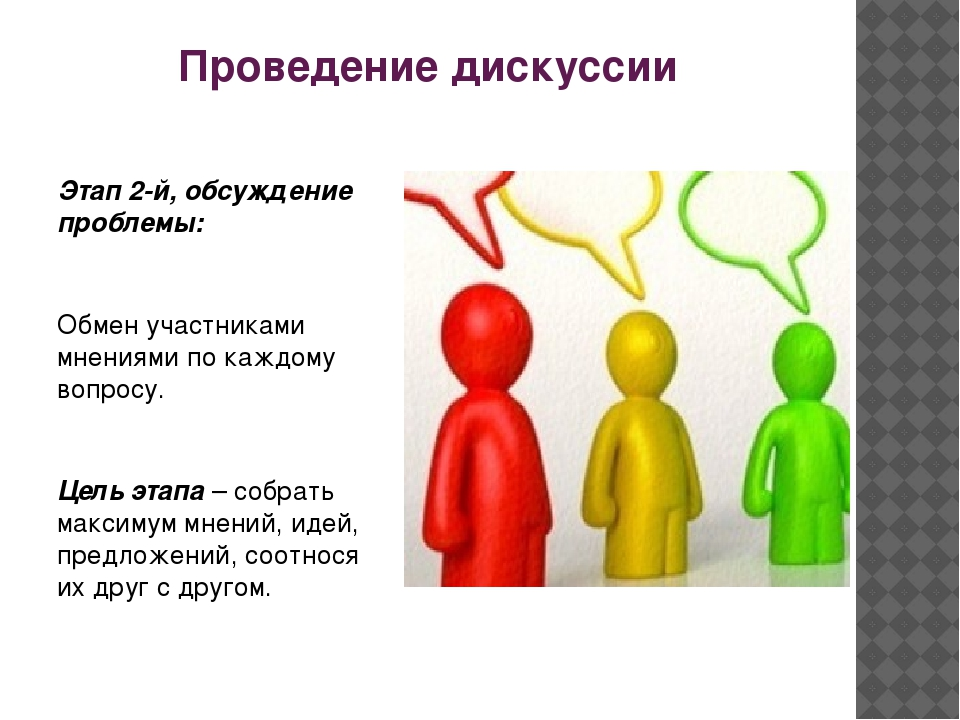 Проведение дискуссии
Этап 2-й, обсуждение
проблемы:
Обмен участниками
мнениями по каждому
вопросу.
Цель этапа – собрать
максимум мнений, идей,
предложений, соотнося
их друг с другом.